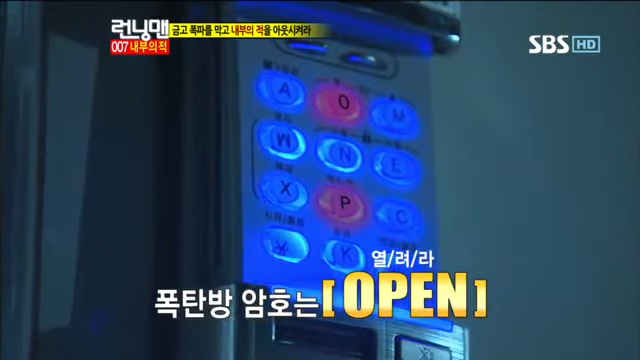 런닝맨
007 내부의적
금고 폭파를 막고 내부의 적을 아웃시켜라
SBS HD
A O M
W N E
X P C
* K
열/려/라
폭탄방 암호는 [OPEN]